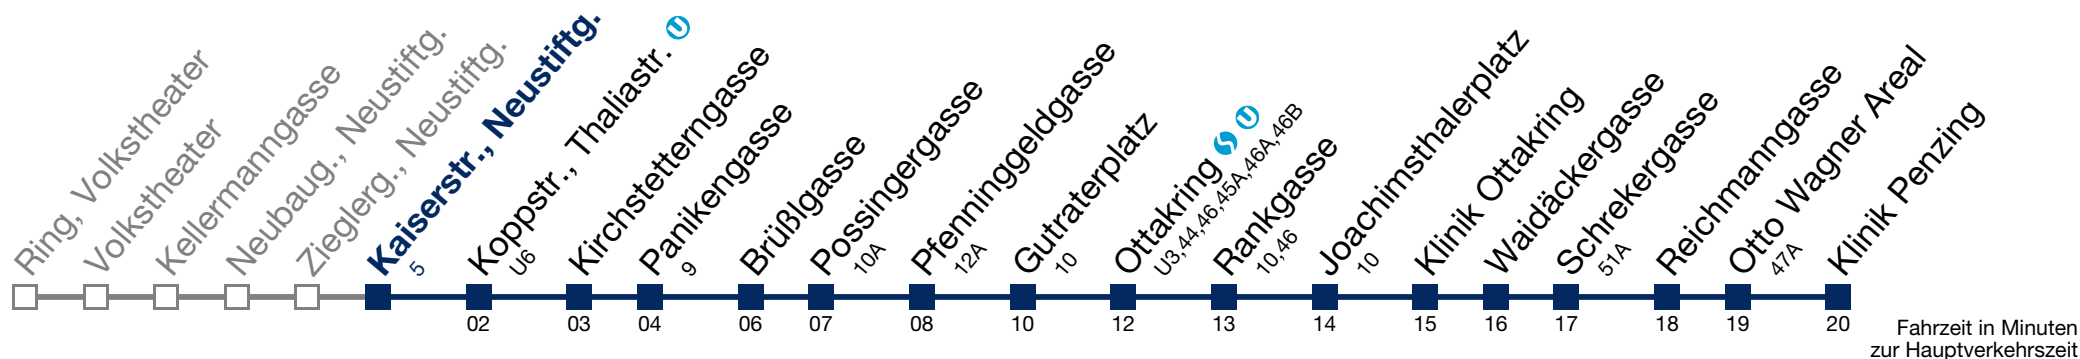 Ring, Volkstheater
Volkstheater
Kellermanngasse
Neubaug., Neustiftg.
Zieglerg., Neustiftg.
Kaiserstr., Neustiftg.
5
Koppstr., Thaliastr. U
U6
02
Kirchstetterngasse
03
Panikengasse
9
04
Brüßlgasse
06
Possingergasse
10A
07
Pfenninggeldgasse
12A
08
Gutraterplatz
10
10
Ottakring S U
U3,44,46,45A,46A,46B
12
Rankgasse
10,46
13
Joachimsthalerplatz
10
14
Klinik Ottakring
15
Waidäckergasse
16
Schrekergasse
51A
17
Reichmanngasse
18
Otto Wagner Areal
47A
19
Klinik Penzing
20
Fahrzeit in Minuten
zur Hauptverkehrszeit